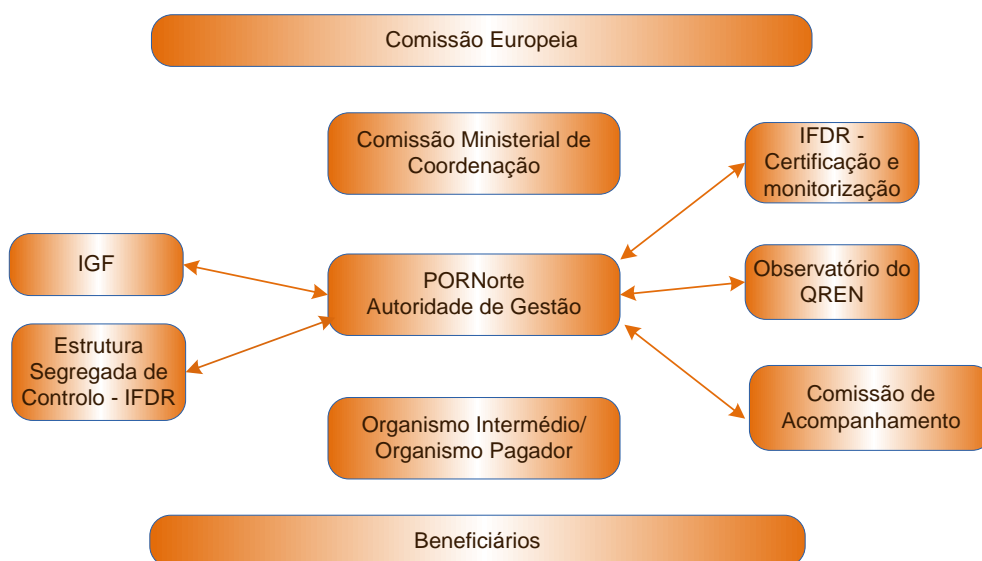 Comissão Europeia
Comissão Ministerial de
Coordenação
IFDR -
Certificação e
monitorização
IGF
PORNorte
Autoridade de Gestão
Observatório do
QREN
Estrutura
Segregada de
Controlo - IFDR
Comissão de
Acompanhamento
Organismo Intermédio/
Organismo Pagador
Beneficiários